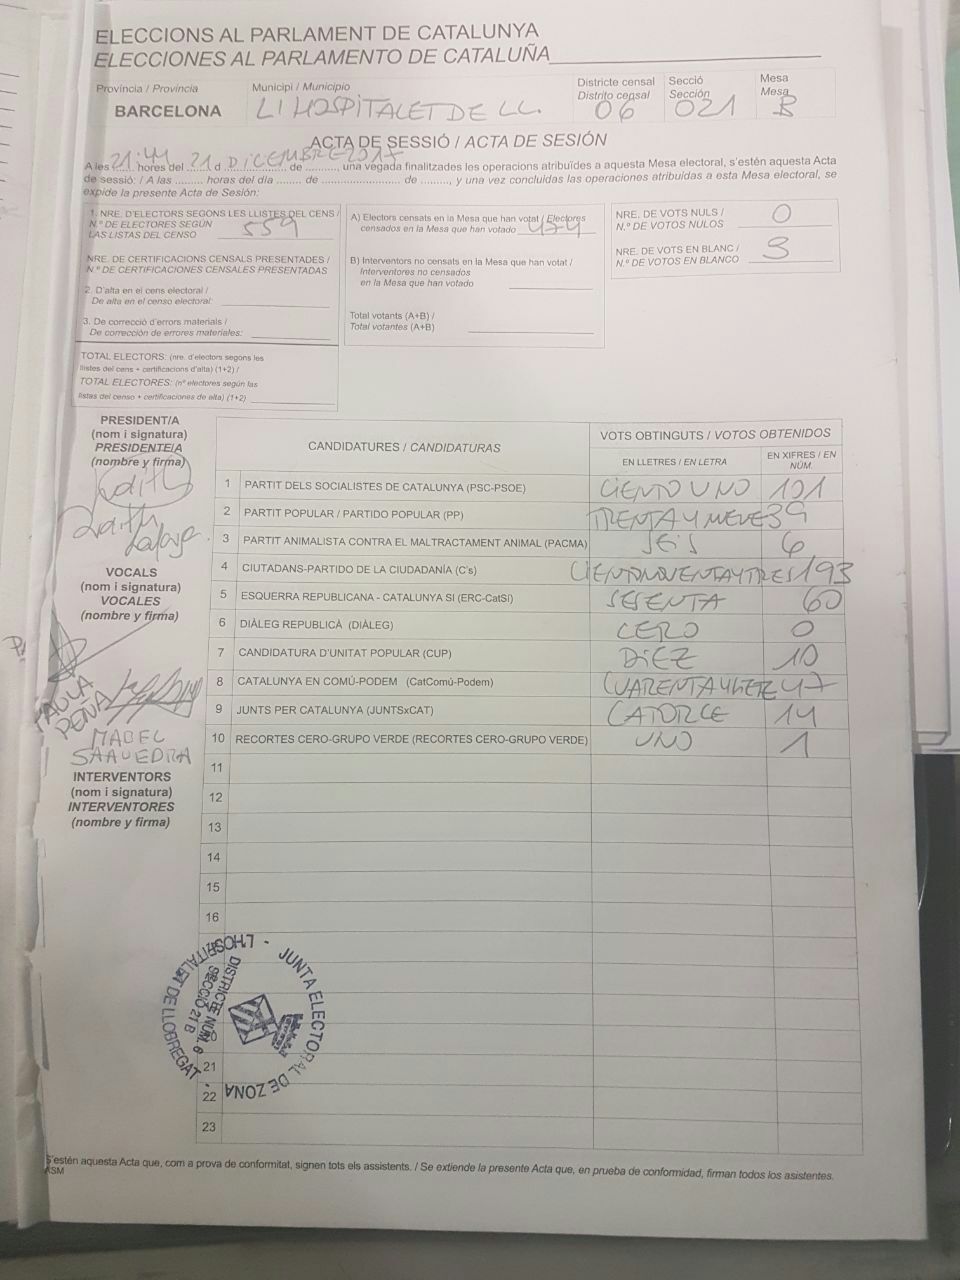 ELECCIONS AL PARLAMENT DE CATALUNYA
ELECCIONES AL PARLAMENTO DE CATALUÑA
Província / Provincia
BARCELONA
Municipi / Municipio
L'HOSPITALET DE LL.
Districte censal
Distrito censal
06
Secció
Sección
021
Mesa
Mesa
B
ACTA DE SESSIÓ / ACTA DE SESIÓN
A les 21:44 hores del 21 d DICEMBRE 2017 de .........., una vegada finalitzades les operacions atribuïdes a aquesta Mesa electoral, s'estén aquesta Acta
de sessió: / A las ......... horas del día ........ de ........................ de ........, y una vez concluidas las operaciones atribuidas a esta Mesa electoral, se
expide la presente Acta de Sesión:
1. NRE. D'ELECTORS SEGONS LES LLISTES DEL CENS /
N.º DE ELECTORES SEGÚN
LAS LISTAS DEL CENSO 559
NRE. DE CERTIFICACIONS CENSALS PRESENTADES /
N.º DE CERTIFICACIONES CENSALES PRESENTADAS
2. D'alta en el cens electoral /
De alta en el censo electoral:
3. De correcció d'errors materials /
De corrección de errores materiales:
TOTAL ELECTORS: (nre. d'electors segons les
llistes del cens + certificacions d'alta) (1+2) /
TOTAL ELECTORES: (nº electores según las
listas del censo + certificaciones de alta) (1+2)
A) Electors censats en la Mesa que han votat / Electores
censados en la Mesa que han votado 474
B) Interventors no censats en la Mesa que han votat /
Interventores no censados
en la Mesa que han votado
Total votants (A+B) /
Total votantes (A+B)
NRE. DE VOTS NULS /
N.º DE VOTOS NULOS 0
NRE. DE VOTS EN BLANC /
N.º DE VOTOS EN BLANCO 3
PRESIDENT/A
(nom i signatura)
PRESIDENTE/A
(nombre y firma)
VOCALS
(nom i signatura)
VOCALES
(nombre y firma)
PAULA
PEÑA
MABEL
SAAVEDRA
INTERVENTORS
(nom i signatura)
INTERVENTORES
(nombre y firma)
CANDIDATURES / CANDIDATURAS
VOTS OBTINGUTS / VOTOS OBTENIDOS
EN LLETRES / EN LETRA
EN XIFRES / EN NÚM.
1 PARTIT DELS SOCIALISTES DE CATALUNYA (PSC-PSOE) CIENTO UNO 101
2 PARTIT POPULAR / PARTIDO POPULAR (PP) TRENTA Y NUEVE 39
3 PARTIT ANIMALISTA CONTRA EL MALTRACTAMENT ANIMAL (PACMA) SEIS 6
4 CIUTADANS-PARTIDO DE LA CIUDADANÍA (C's) CIENTONOVENTAYTRES 193
5 ESQUERRA REPUBLICANA - CATALUNYA SI (ERC-CatSI) SESENTA 60
6 DIÀLEG REPUBLICÀ (DIÀLEG) CERO 0
7 CANDIDATURA D'UNITAT POPULAR (CUP) DIEZ 10
8 CATALUNYA EN COMÚ-PODEM (CatComú-Podem) CUARENTAYSIETE 47
9 JUNTS PER CATALUNYA (JUNTSxCAT) CATORCE 14
10 RECORTES CERO-GRUPO VERDE (RECORTES CERO-GRUPO VERDE) UNO 1
11
12
13
14
15
16
21
22
23
JUNTA ELECTORAL DE ZONA - L'HOSPITALET DE LLOBREGAT -
DISTRICTE NÚM. 6
SECCIÓ 21 B
S'estén aquesta Acta que, com a prova de conformitat, signen tots els assistents. / Se extiende la presente Acta que, en prueba de conformidad, firman todos los asistentes.
ASM